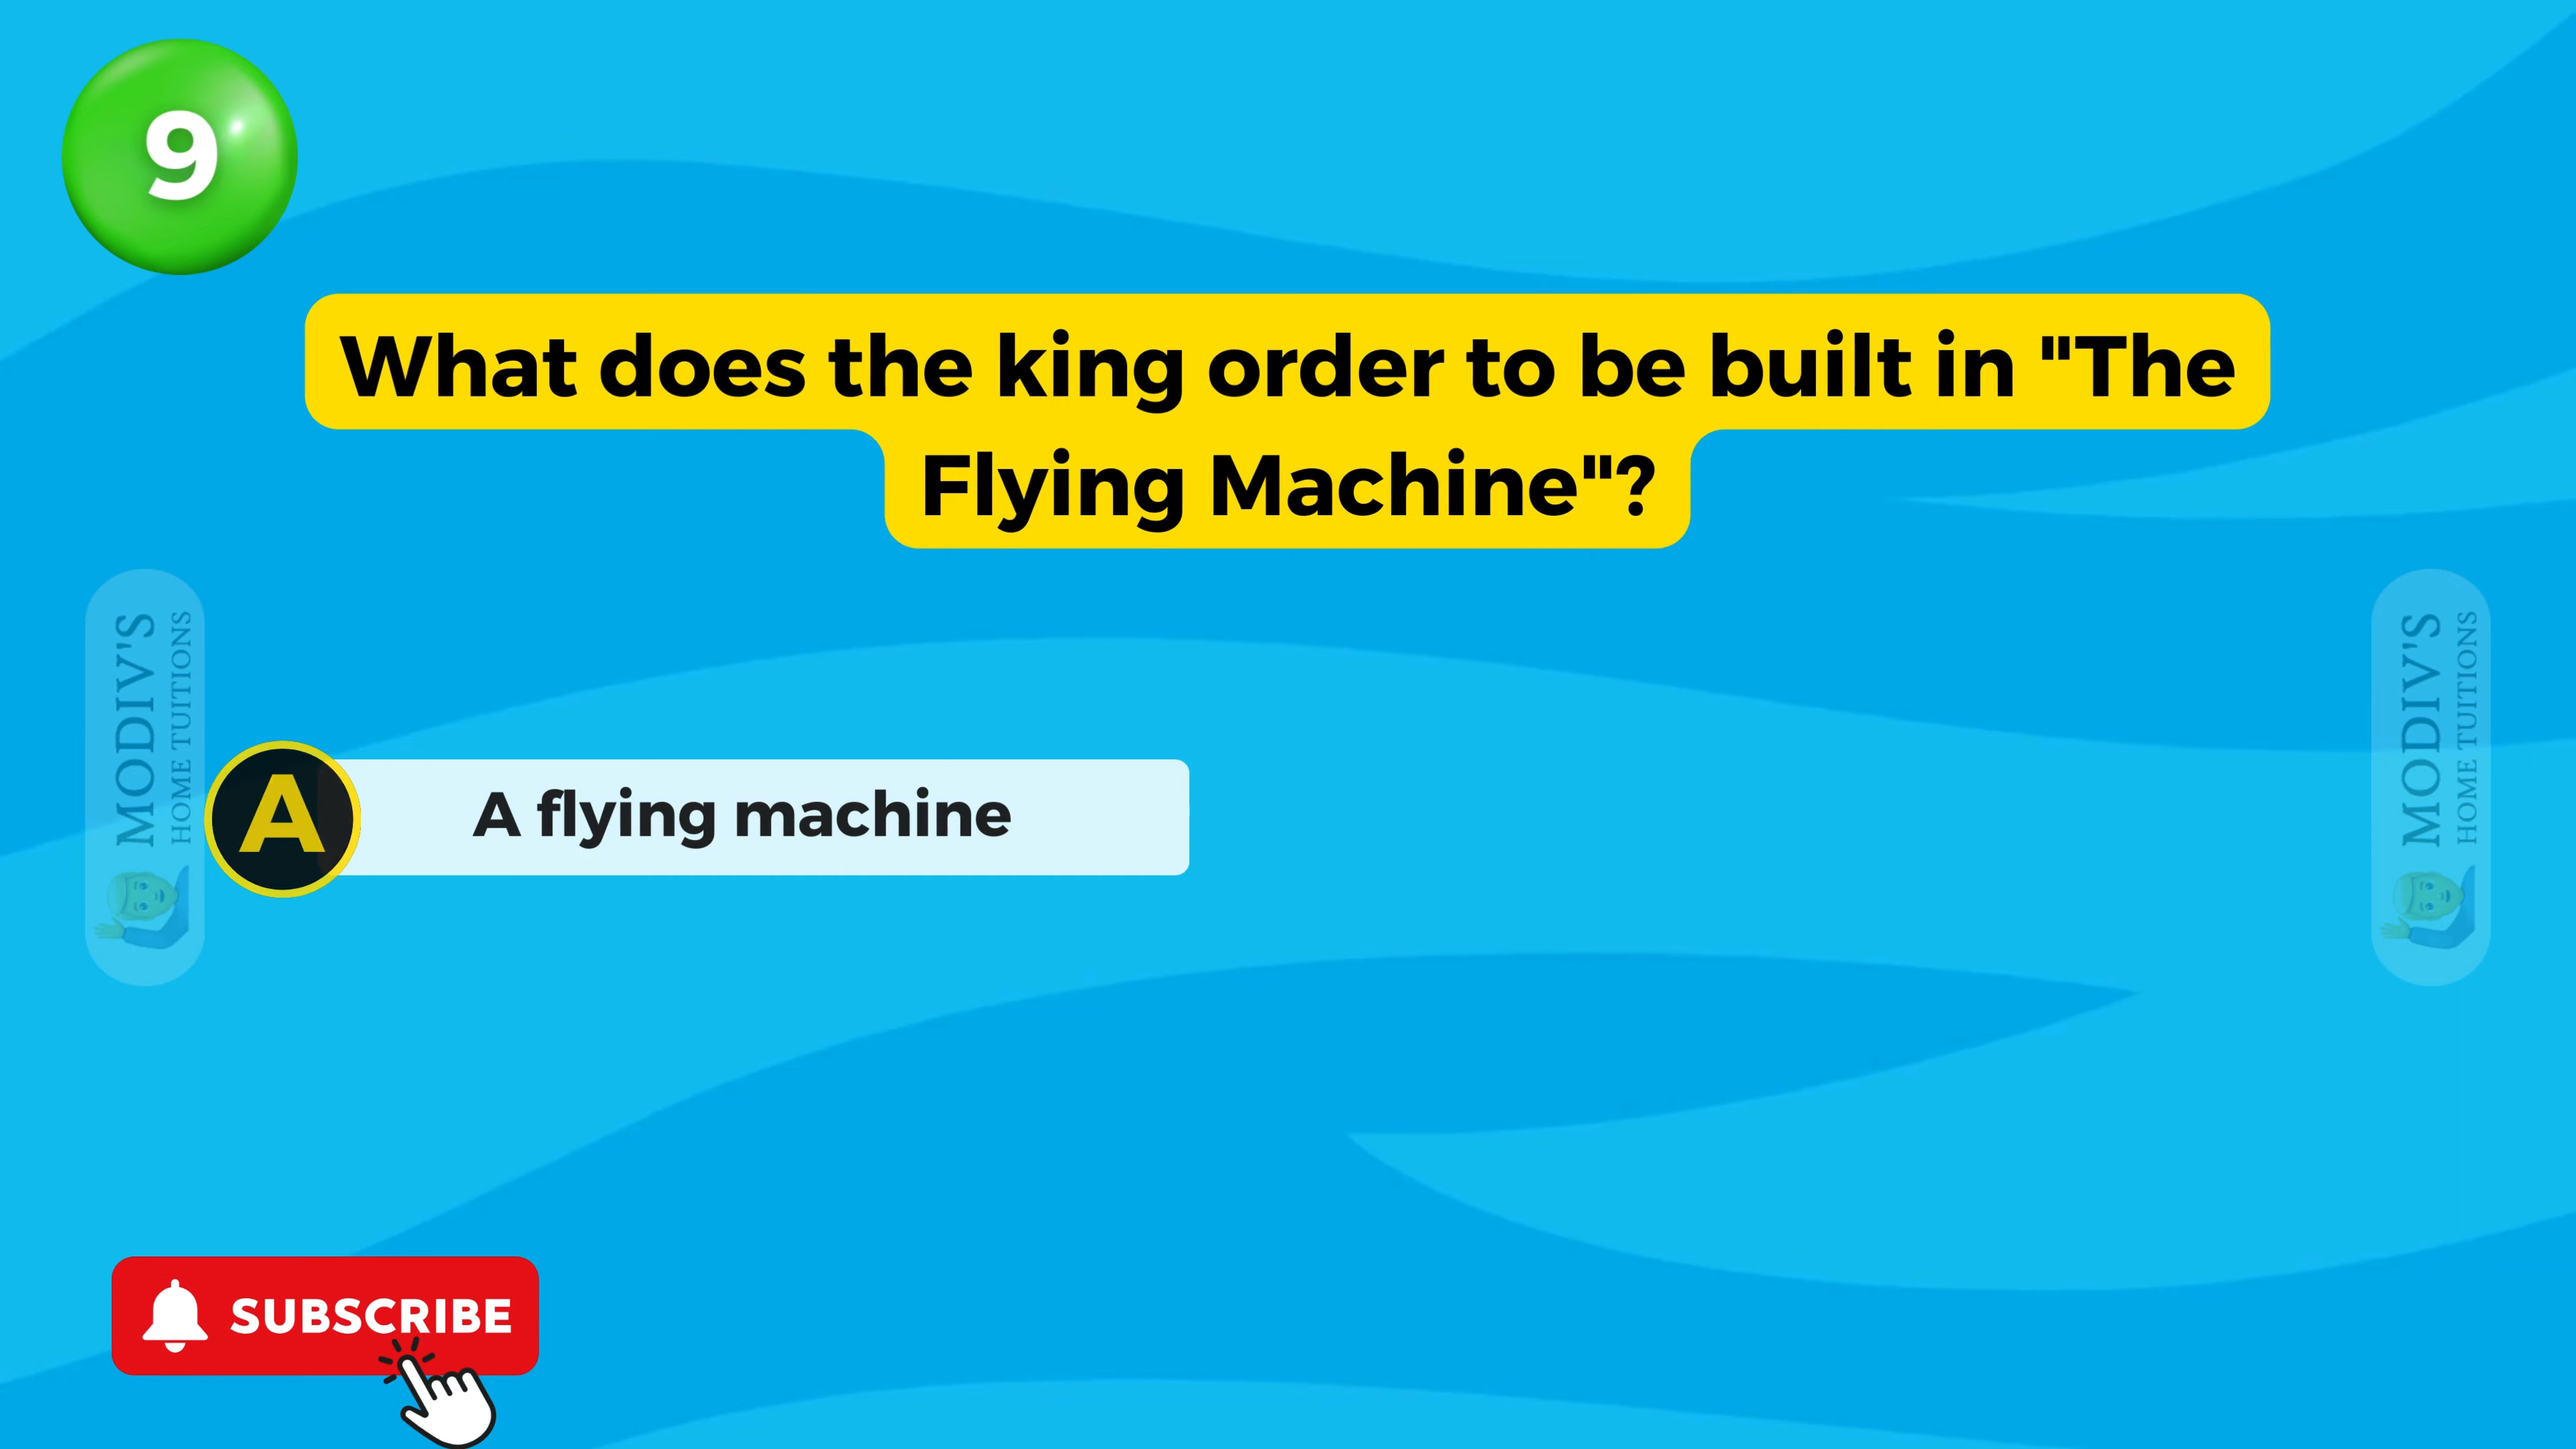 9
What does the king order to be built in "The
Flying Machine"?
MODIV'S
HOME TUITIONS
A
A flying machine
MODIV'S
HOME TUITIONS
SUBSCRIBE